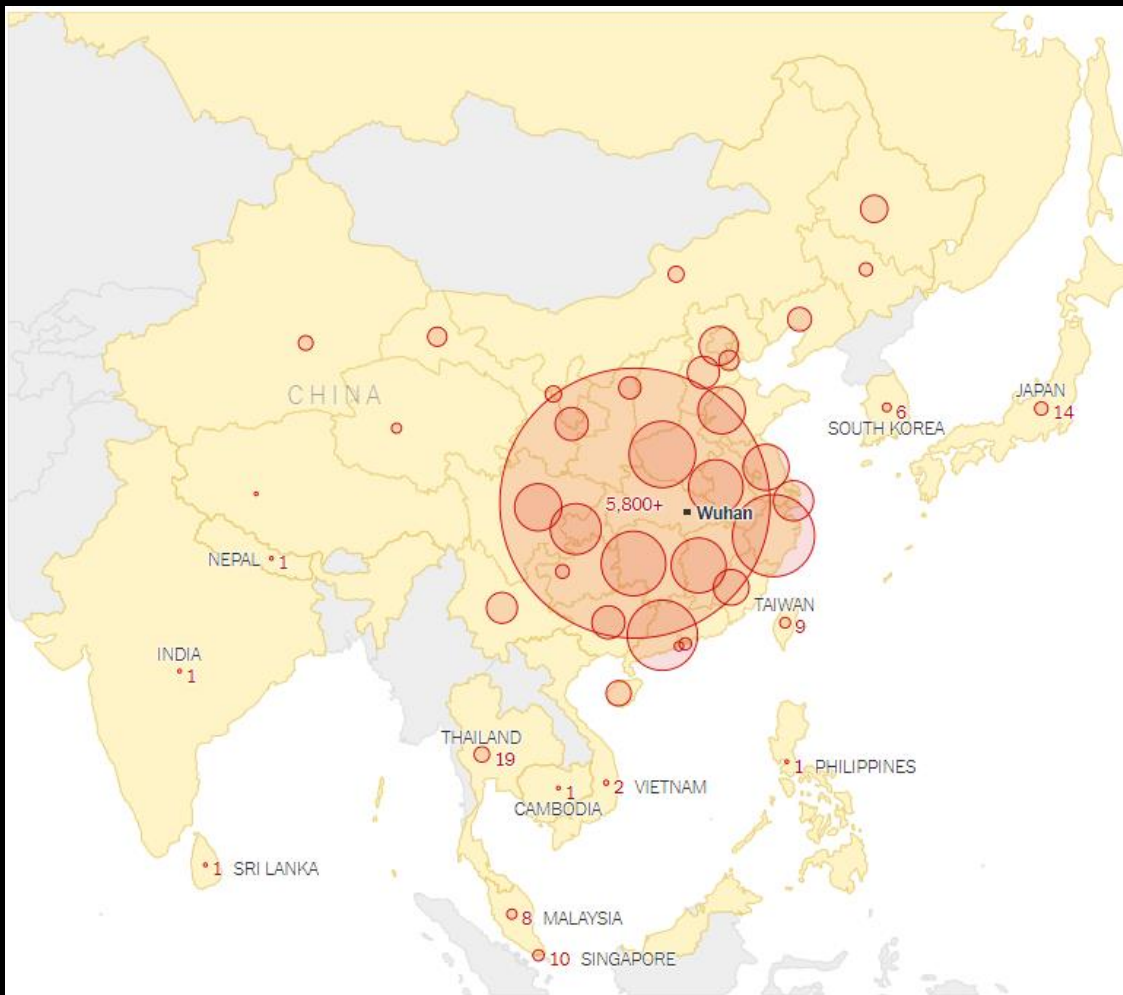 CHINA
JAPAN
14
6
SOUTH KOREA
5,800+
Wuhan
NEPAL
1
TAIWAN
9
INDIA
1
THAILAND
19
1
PHILIPPINES
1
CAMBODIA
2
VIETNAM
1
SRI LANKA
8
MALAYSIA
10
SINGAPORE